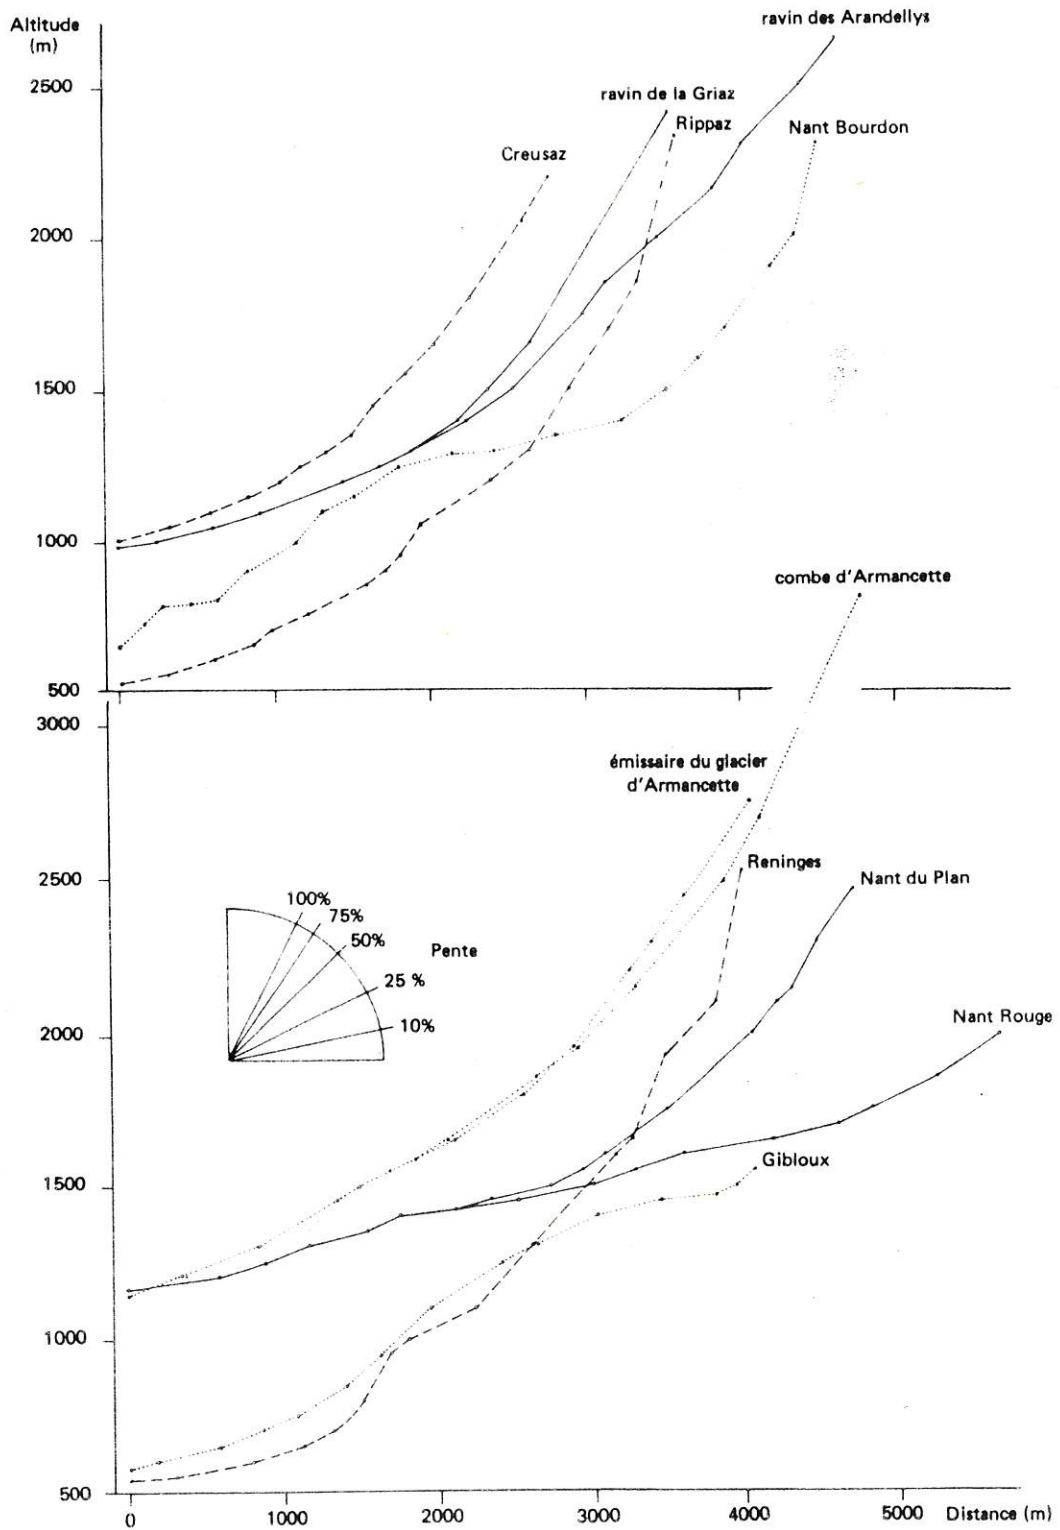 Altitude
(m)
ravin des Arandellys
2500
ravin de la Griaz
Rippaz
Nant Bourdon
Creusaz
2000
1500
1000
combe d'Armancette
500
3000
émissaire du glacier
d'Armancette
Reninges
2500
Nant du Plan
100%
75%
50%
Pente
25 %
10%
Nant Rouge
2000
Gibloux
1500
1000
500
0
1000
2000
3000
4000
5000
Distance (m)